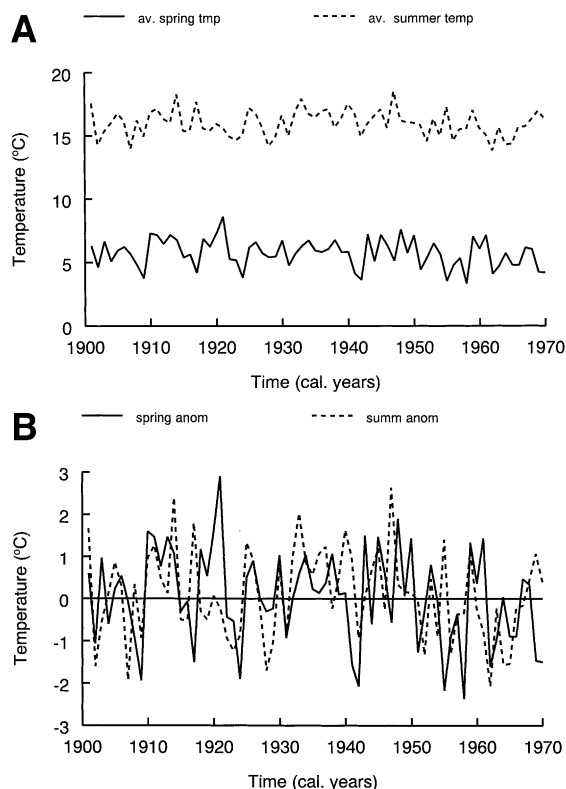 A
av. spring tmp av. summer temp
20
15
10
5
0
Temperature (°C)
1900 1910 1920 1930 1940 1950 1960 1970
Time (cal. years)
B
spring anom summ anom
3
2
1
0
-1
-2
-3
Temperature (°C)
1900 1910 1920 1930 1940 1950 1960 1970
Time (cal. years)